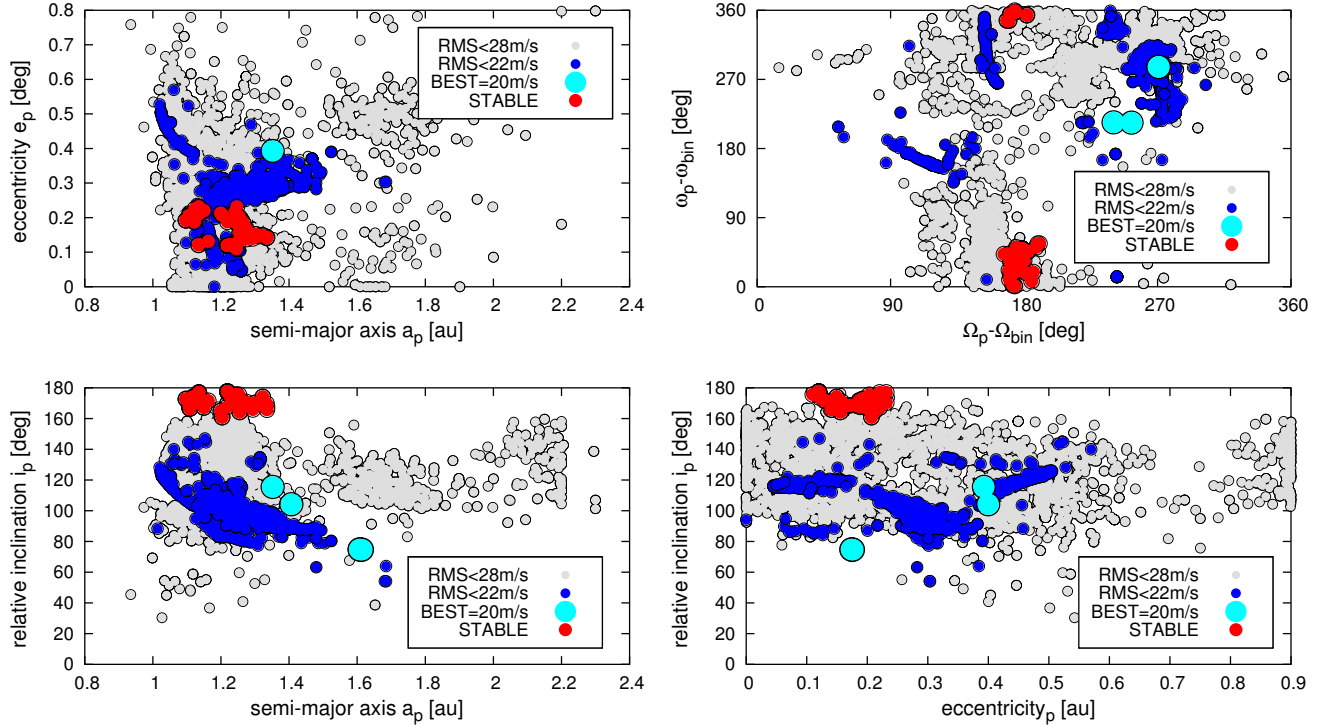 0.8
0.7
0.6
0.5
0.4
0.3
0.2
0.1
0
eccentricity e_p [deg]
RMS<28m/s
RMS<22m/s
BEST=20m/s
STABLE
0.8 1 1.2 1.4 1.6 1.8 2 2.2 2.4
semi-major axis a_p [au]
360
270
180
90
0
ω_p-ω_bin [deg]
RMS<28m/s
RMS<22m/s
BEST=20m/s
STABLE
0 90 180 270 360
Ω_p-Ω_bin [deg]
180
160
140
120
100
80
60
40
20
0
relative inclination i_p [deg]
RMS<28m/s
RMS<22m/s
BEST=20m/s
STABLE
0.8 1 1.2 1.4 1.6 1.8 2 2.2 2.4
semi-major axis a_p [au]
180
160
140
120
100
80
60
40
20
0
relative inclination i_p [deg]
RMS<28m/s
RMS<22m/s
BEST=20m/s
STABLE
0 0.1 0.2 0.3 0.4 0.5 0.6 0.7 0.8 0.9
eccentricity_p [au]